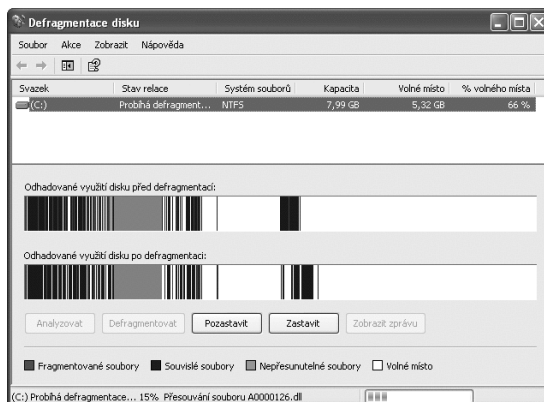 Defragmentace disku
Soubor Akce Zobrazit Nápověda
Svazek Stav relace Systém souborů Kapacita Volné místo % volného místa
(C:) Probíhá defragment... NTFS 7,99 GB 5,32 GB 66 %
Odhadované využití disku před defragmentací:
Odhadované využití disku po defragmentaci:
Analyzovat Defragmentovat Pozastavit Zastavit Zobrazit zprávu
Fragmentované soubory Souvislé soubory Nepřesunutelné soubory Volné místo
(C:) Probíhá defragmentace... 15% Přesouvání souboru A0000126.dll